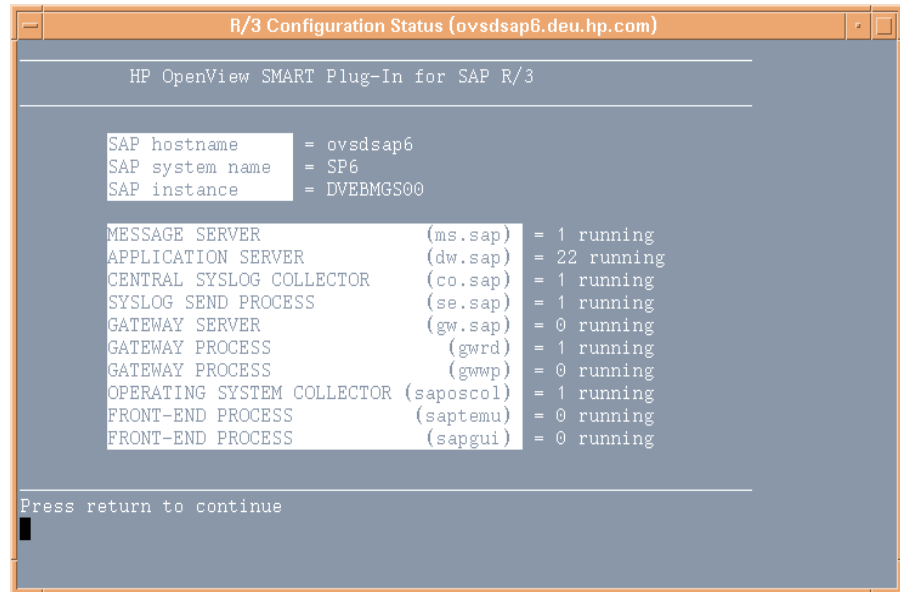 R/3 Configuration Status (ovsdsap6.deu.hp.com)
HP OpenView SMART Plug-In for SAP R/3
SAP hostname = ovsdsap6
SAP system name = SP6
SAP instance = DVEBMGS00
MESSAGE SERVER (ms.sap) = 1 running
APPLICATION SERVER (dw.sap) = 22 running
CENTRAL SYSLOG COLLECTOR (co.sap) = 1 running
SYSLOG SEND PROCESS (se.sap) = 1 running
GATEWAY SERVER (gw.sap) = 0 running
GATEWAY PROCESS (gwrd) = 1 running
GATEWAY PROCESS (gwwp) = 0 running
OPERATING SYSTEM COLLECTOR (saposcol) = 1 running
FRONT-END PROCESS (saptemu) = 0 running
FRONT-END PROCESS (sapgui) = 0 running
Press return to continue